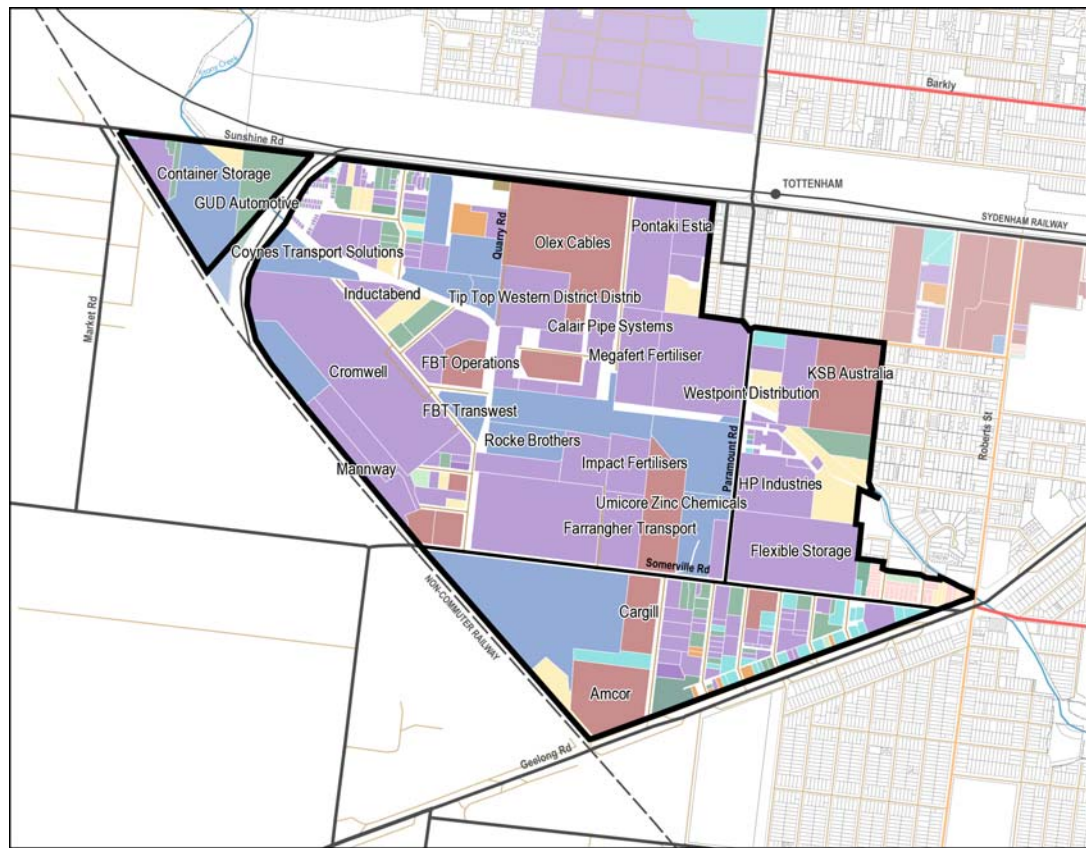 Barkly
Stony Creek
Sunshine Rd
Container Storage
TOTTENHAM
GUD Automotive
SYDENHAM RAILWAY
Pontaki Estia
Quarry Rd
Olex Cables
Coynes Transport Solutions
Inductabend
Tip Top Western District Distrib
Market Rd
Calair Pipe Systems
Megafert Fertiliser
FBT Operations
Cromwell
KSB Australia
Westpoint Distribution
FBT Transwest
Roberts St
Rocke Brothers
Paramount Rd
Mannway
Impact Fertilisers
HP Industries
Umicore Zinc Chemicals
Farrangher Transport
Flexible Storage
Somerville Rd
NON-COMMUTER RAILWAY
Cargill
Amcor
Geelong Rd